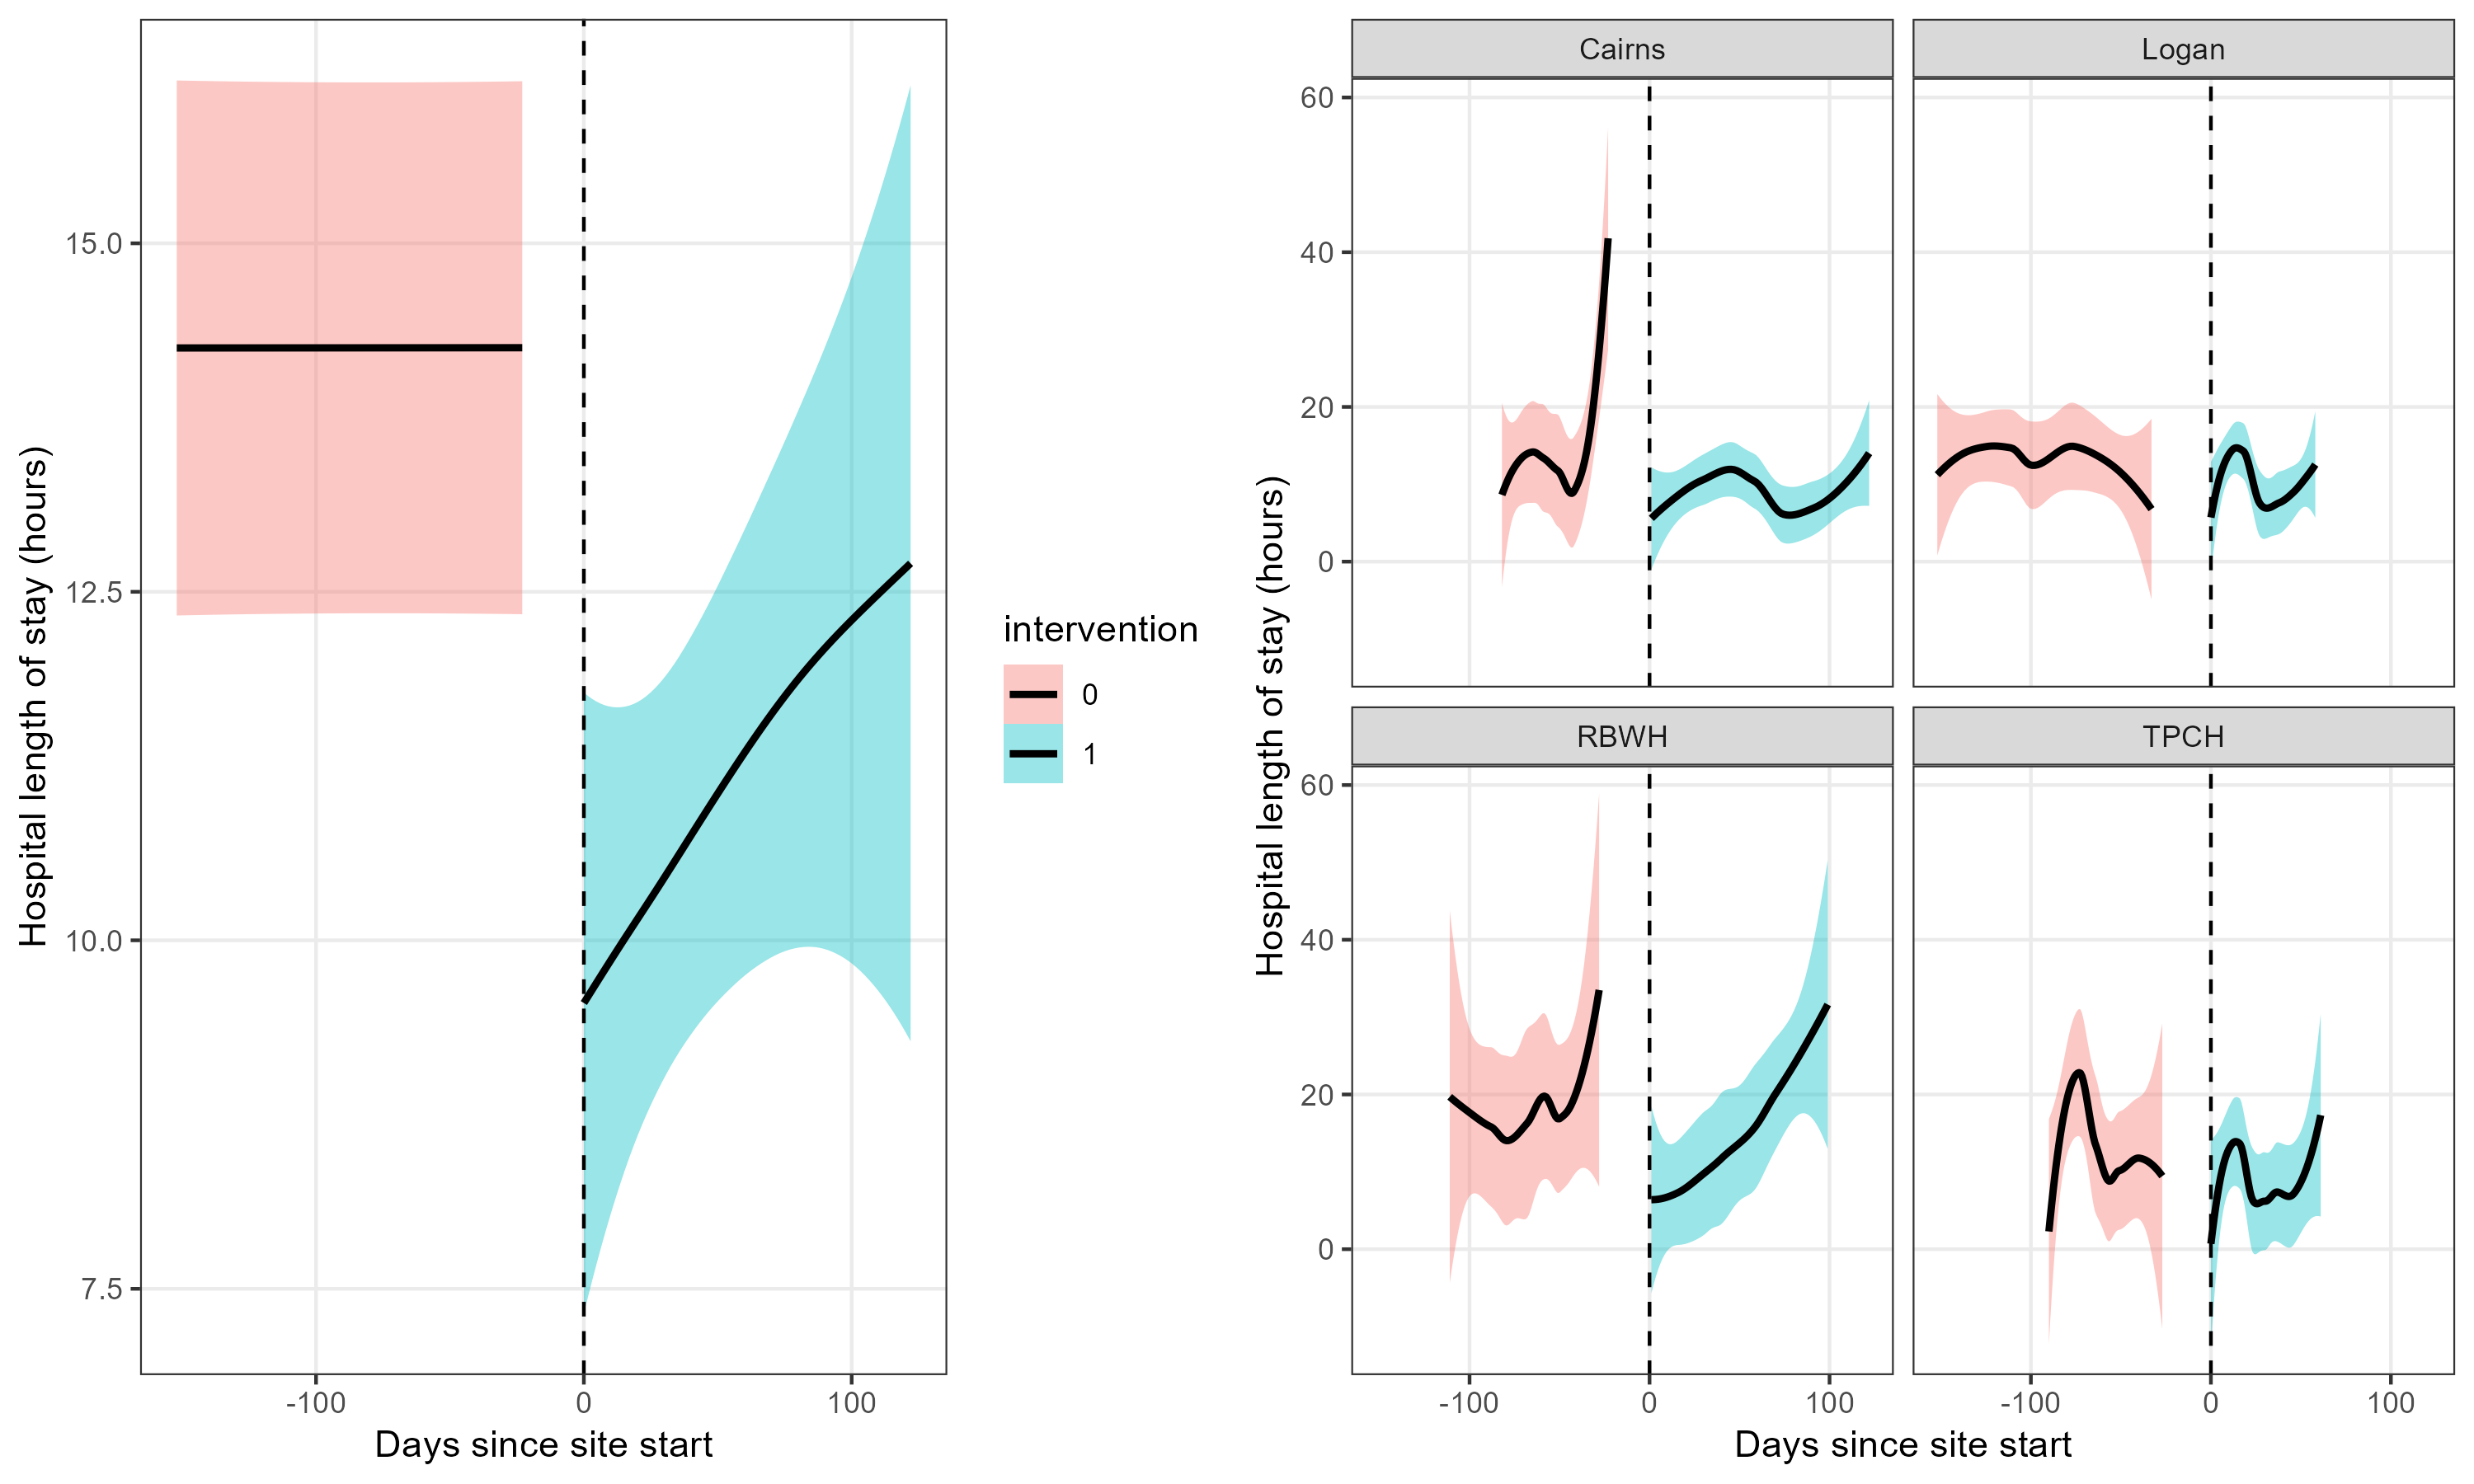 Hospital length of stay (hours)
15.0
12.5
10.0
7.5
-100
0
100
Days since site start
intervention
0
1
Hospital length of stay (hours)
Cairns
Logan
60
40
20
0
RBWH
TPCH
60
40
20
0
-100
0
100
-100
0
100
Days since site start